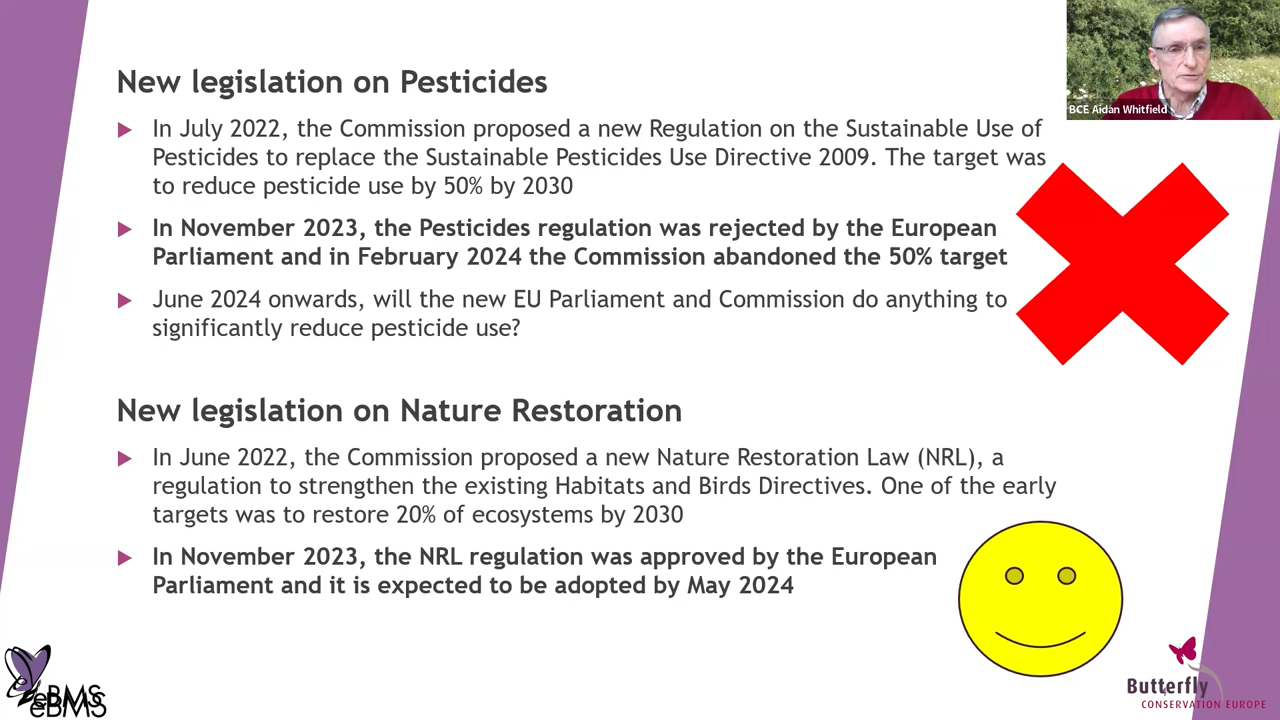 BCE Aidan Whitfield
New legislation on Pesticides
In July 2022, the Commission proposed a new Regulation on the Sustainable Use of
Pesticides to replace the Sustainable Pesticides Use Directive 2009. The target was
to reduce pesticide use by 50% by 2030
In November 2023, the Pesticides regulation was rejected by the European
Parliament and in February 2024 the Commission abandoned the 50% target
June 2024 onwards, will the new EU Parliament and Commission do anything to
significantly reduce pesticide use?
New legislation on Nature Restoration
In June 2022, the Commission proposed a new Nature Restoration Law (NRL), a
regulation to strengthen the existing Habitats and Birds Directives. One of the early
targets was to restore 20% of ecosystems by 2030
In November 2023, the NRL regulation was approved by the European
Parliament and it is expected to be adopted by May 2024
eBMS
eBMS
Butterfly
CONSERVATION EUROPE